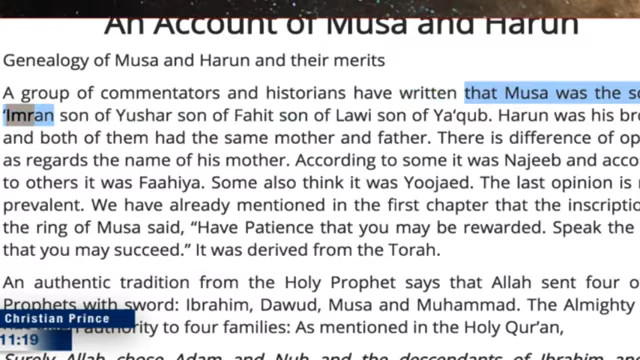 An Account of Musa and Harun
Genealogy of Musa and Harun and their merits
A group of commentators and historians have written that Musa was the
'Imran son of Yushar son of Fahit son of Lawi son of Ya'qub. Harun was his
and both of them had the same mother and father. There is difference of
as regards the name of his mother. According to some it was Najeeb and
to others it was Faahiya. Some also think it was Yoojaed. The last opinion is
prevalent. We have already mentioned in the first chapter that the
the ring of Musa said, “Have Patience that you may be rewarded. Speak the
that you may succeed.” It was derived from the Torah.
An authentic tradition from the Holy Prophet says that Allah sent four
Prophets with sword: Ibrahim, Dawud, Musa and Muhammad. The Almighty
Christian Prince
authority to four families: As mentioned in the Holy Qur'an,
11:19
Surely Allah chose Adam and Nuh and the descendants of Ibrahim and